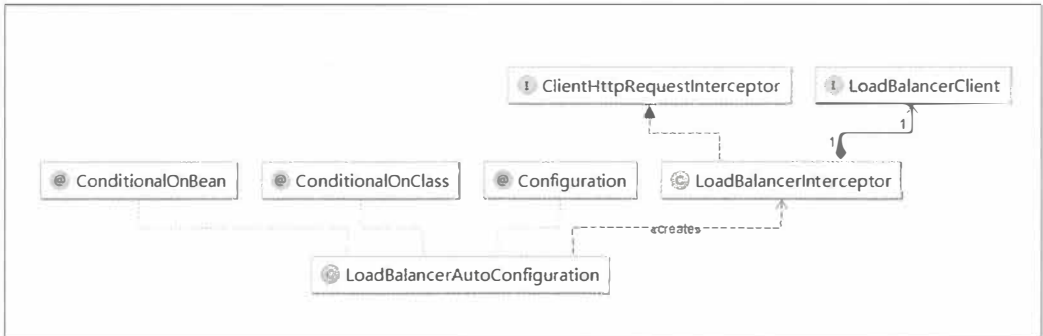 I ClientHttpRequestInterceptor
I LoadBalancerClient
1
1
@ ConditionalOnBean
@ ConditionalOnClass
@ Configuration
C LoadBalancerInterceptor
«creates»
C LoadBalancerAutoConfiguration